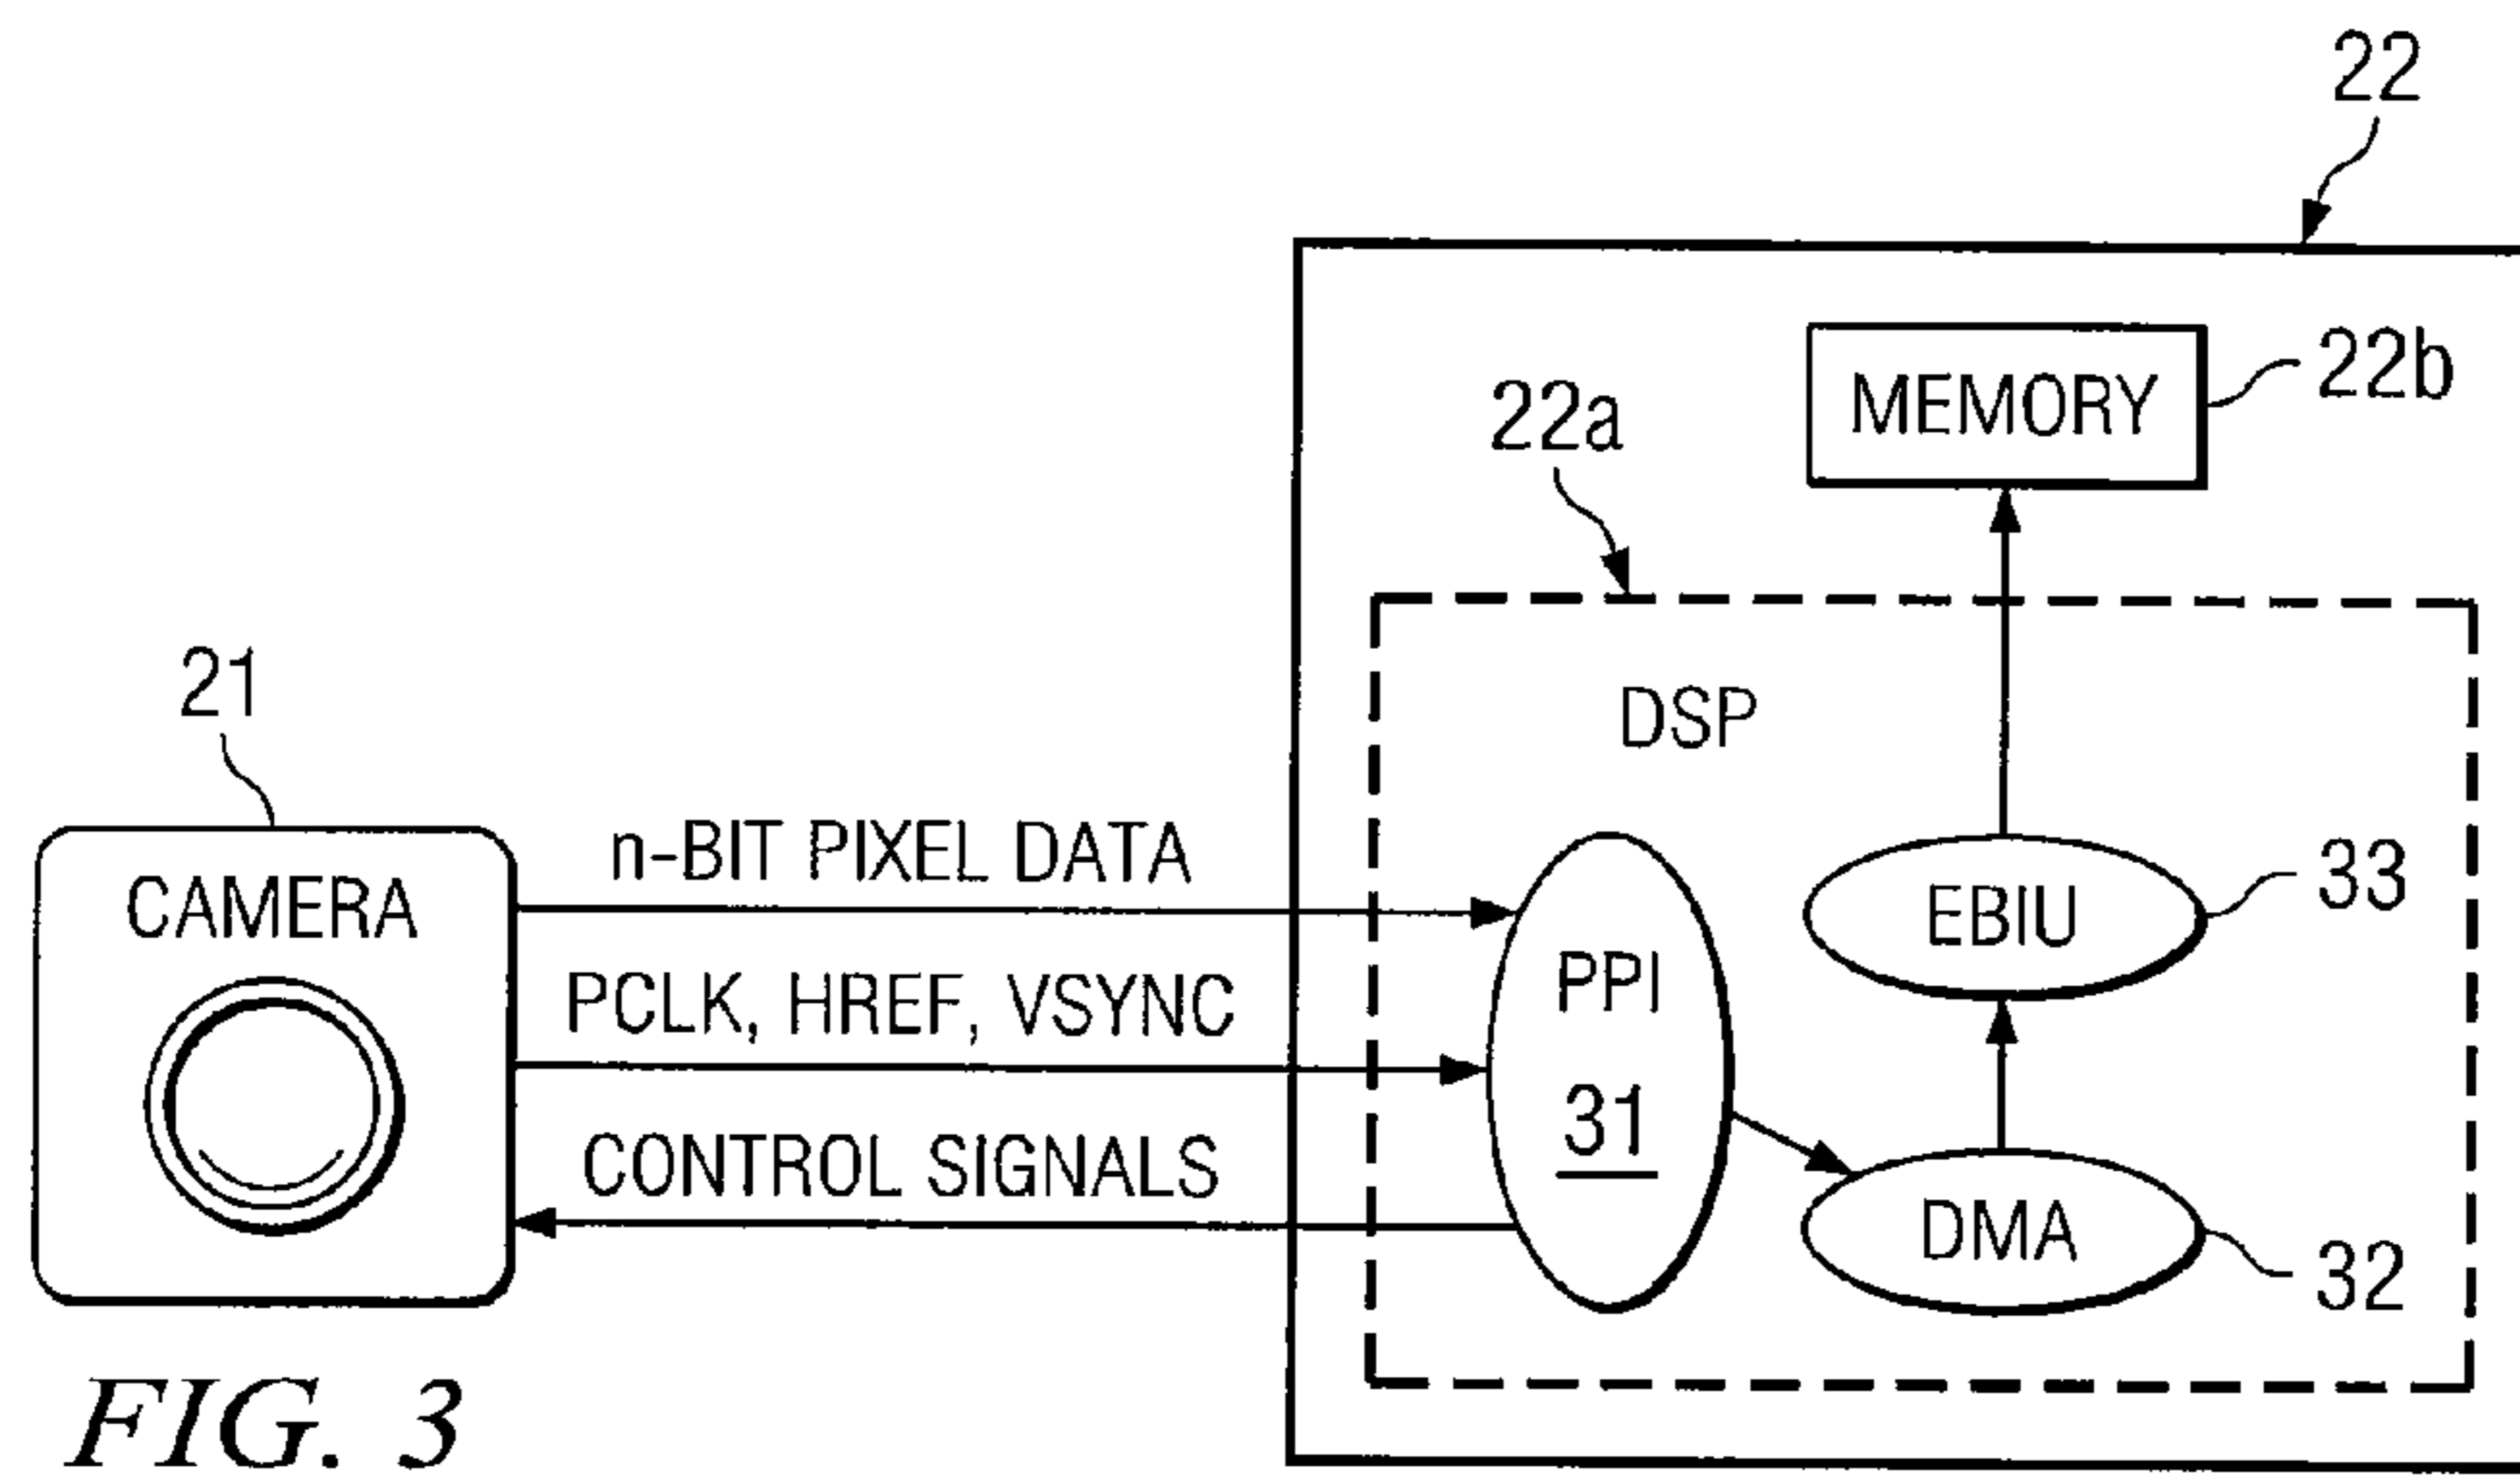 22
MEMORY
22b
22a
DSP
21
CAMERA
n-BIT PIXEL DATA
PCLK, HREF, VSYNC
CONTROL SIGNALS
PPI
31
EBIU
33
DMA
32
FIG. 3